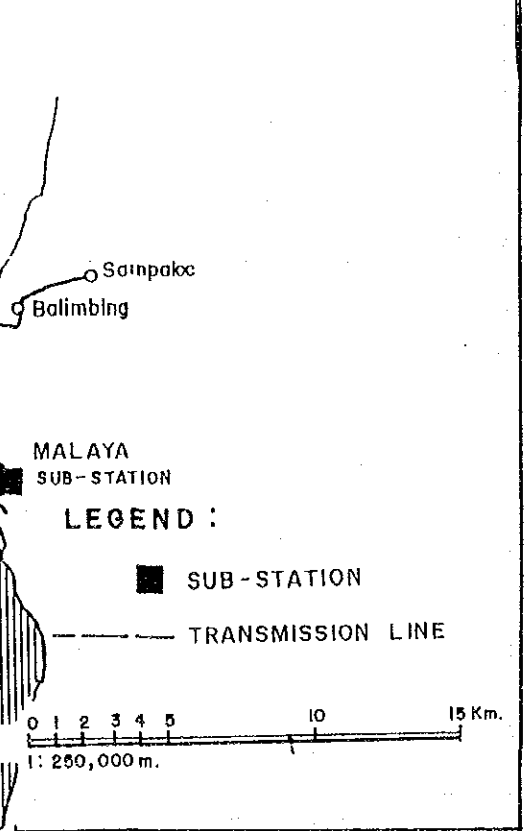 Sampaloc
Balimbing
MALAYA
SUB-STATION
LEGEND :
SUB-STATION
TRANSMISSION LINE
0 1 2 3 4 5 10 15 Km.
1: 250,000 m.